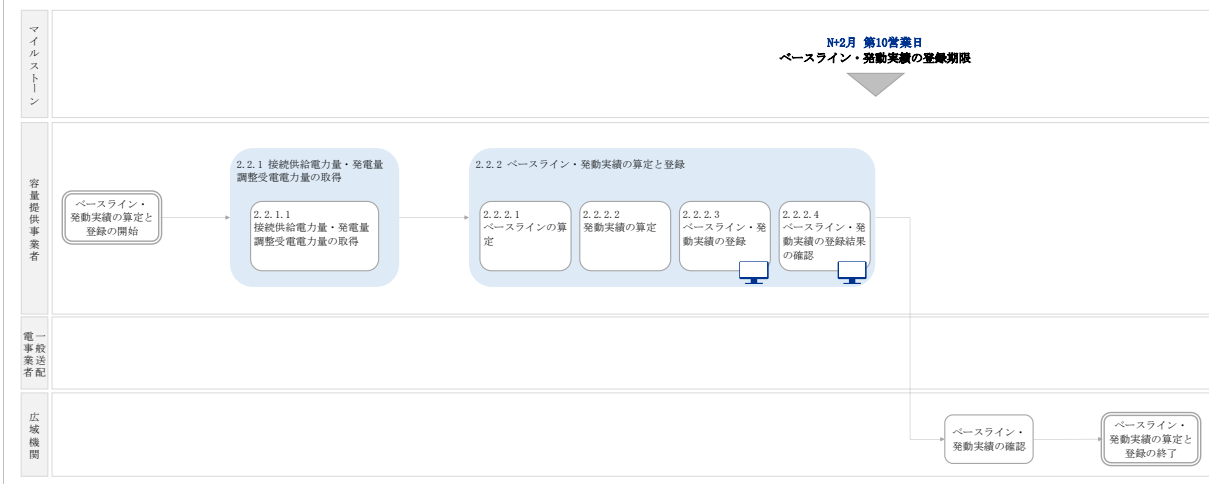 マイルストーン
N+2月 第10営業日
ベースライン・発動実績の登録期限
容量提供事業者
ベースライン・
発動実績の算定と
登録の開始
2.2.1 接続供給電力量・発電量
調整受電電力量の取得
2.2.1.1
接続供給電力量・発電量
調整受電電力量の取得
2.2.2 ベースライン・発動実績の算定と登録
2.2.2.1
ベースラインの算
定
2.2.2.2
発動実績の算定
2.2.2.3
ベースライン・発
動実績の登録
2.2.2.4
ベースライン・発
動実績の登録結果
の確認
一般送配
電事業者
広域機関
ベースライン・
発動実績の確認
ベースライン・
発動実績の算定と
登録の終了